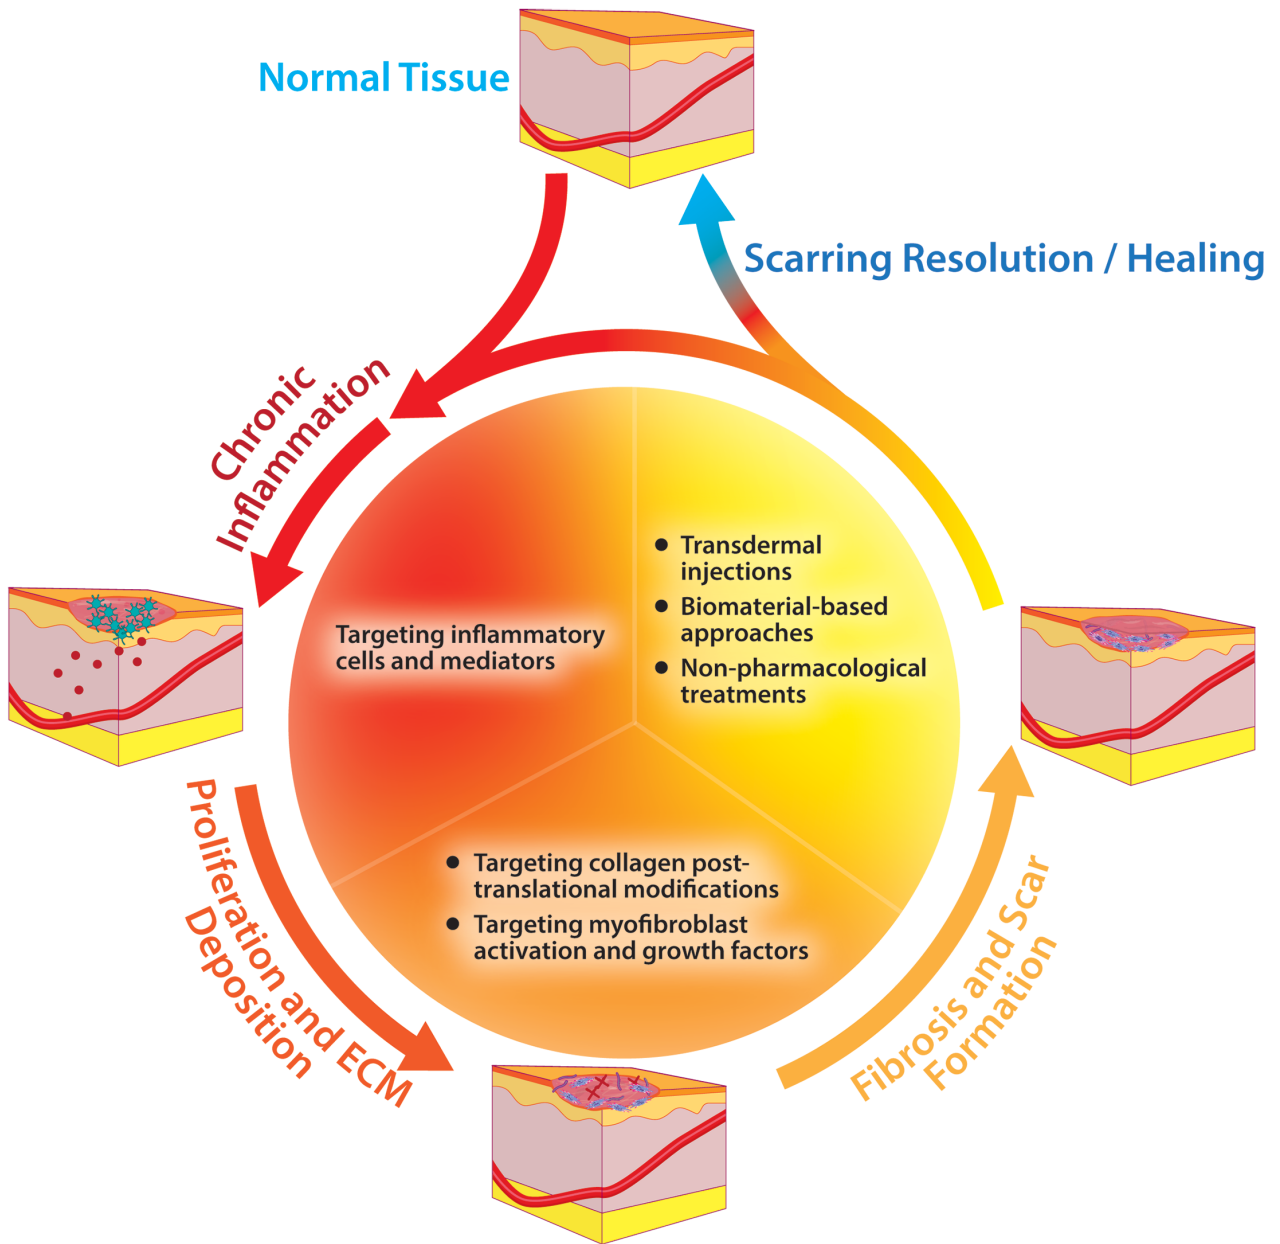 Normal Tissue
Scarring Resolution / Healing
Chronic
Inflammation
● Transdermal
injections
● Biomaterial-based
approaches
● Non-pharmacological
treatments
Targeting inflammatory
cells and mediators
● Targeting collagen post-
translational modifications
● Targeting myofibroblast
activation and growth factors
Proliferation and ECM
Deposition
Fibrosis and Scar
Formation